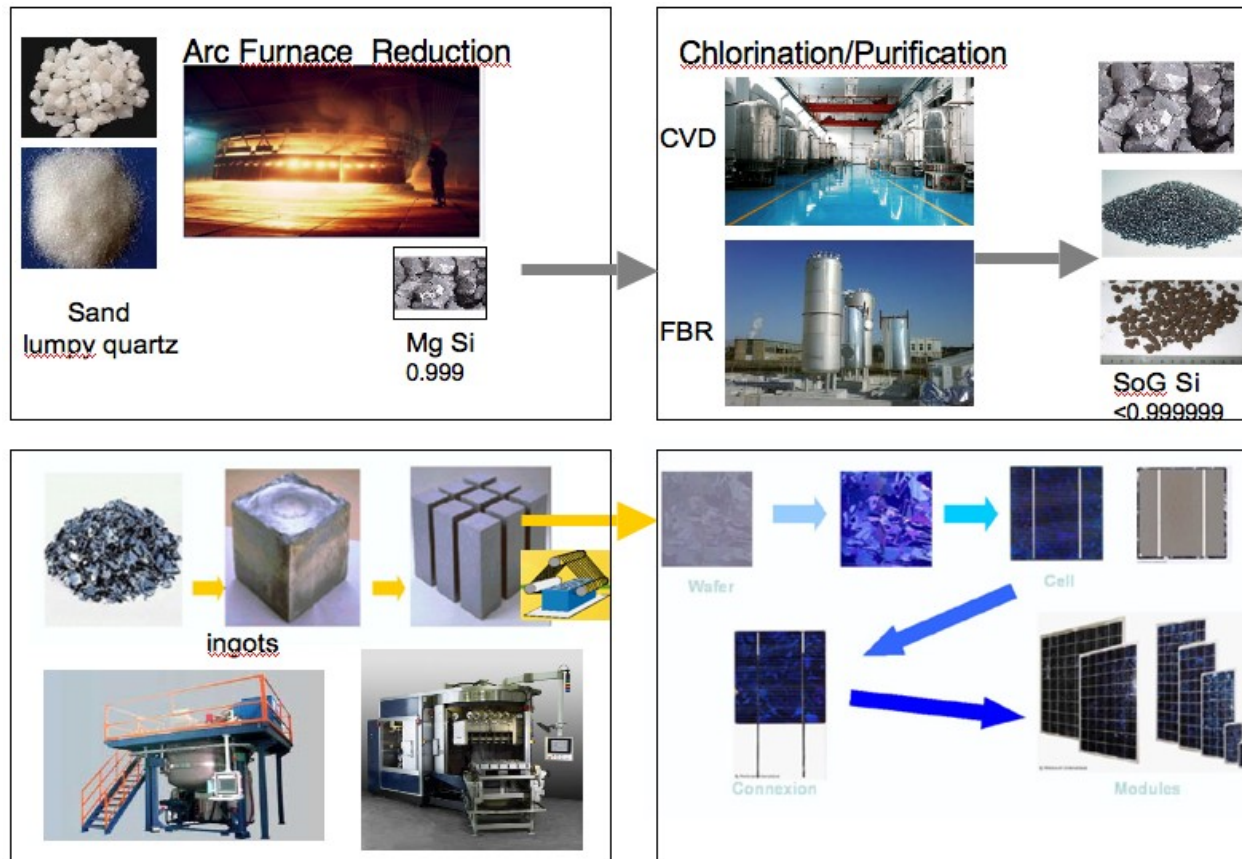 Arc Furnace Reduction
Sand
lumpy quartz
Mg Si
0.999
Chlorination/Purification
CVD
FBR
SoG Si
<0.999999
ingots
Wafer
Cell
Connexion
Modules